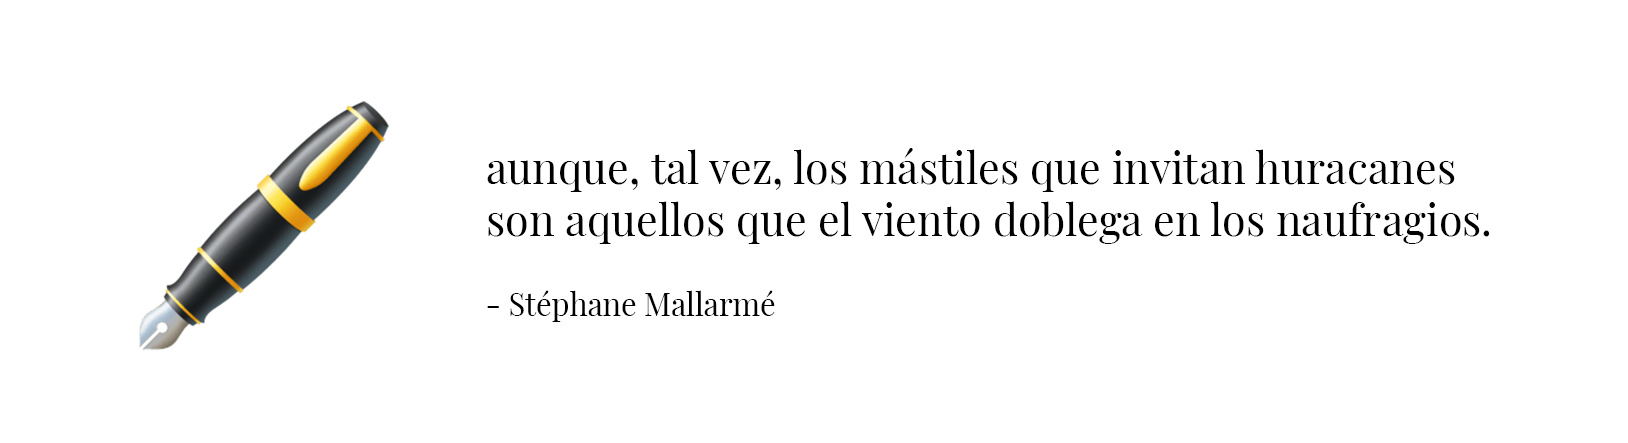 aunque, tal vez, los mástiles que invitan huracanes
son aquellos que el viento doblega en los naufragios.
- Stéphane Mallarmé